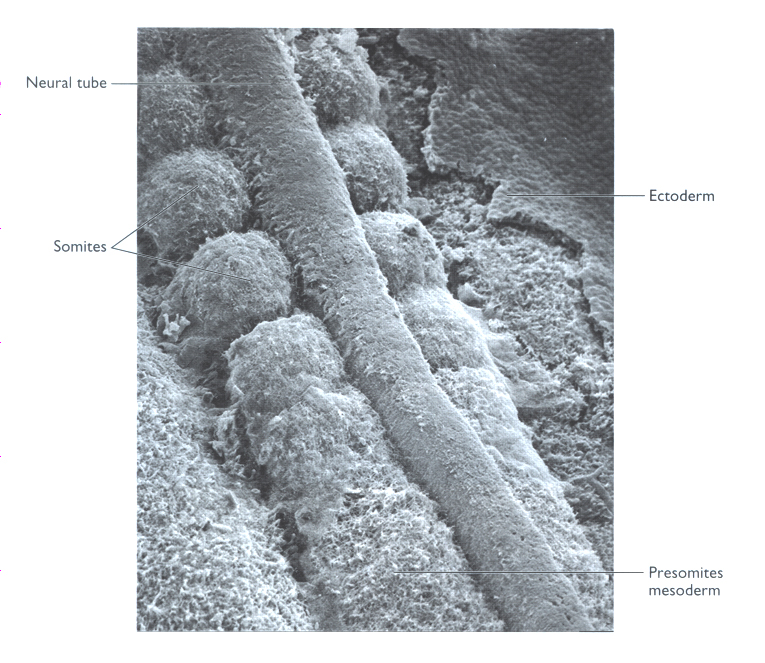 Neural tube
Ectoderm
Somites
Presomites
mesoderm